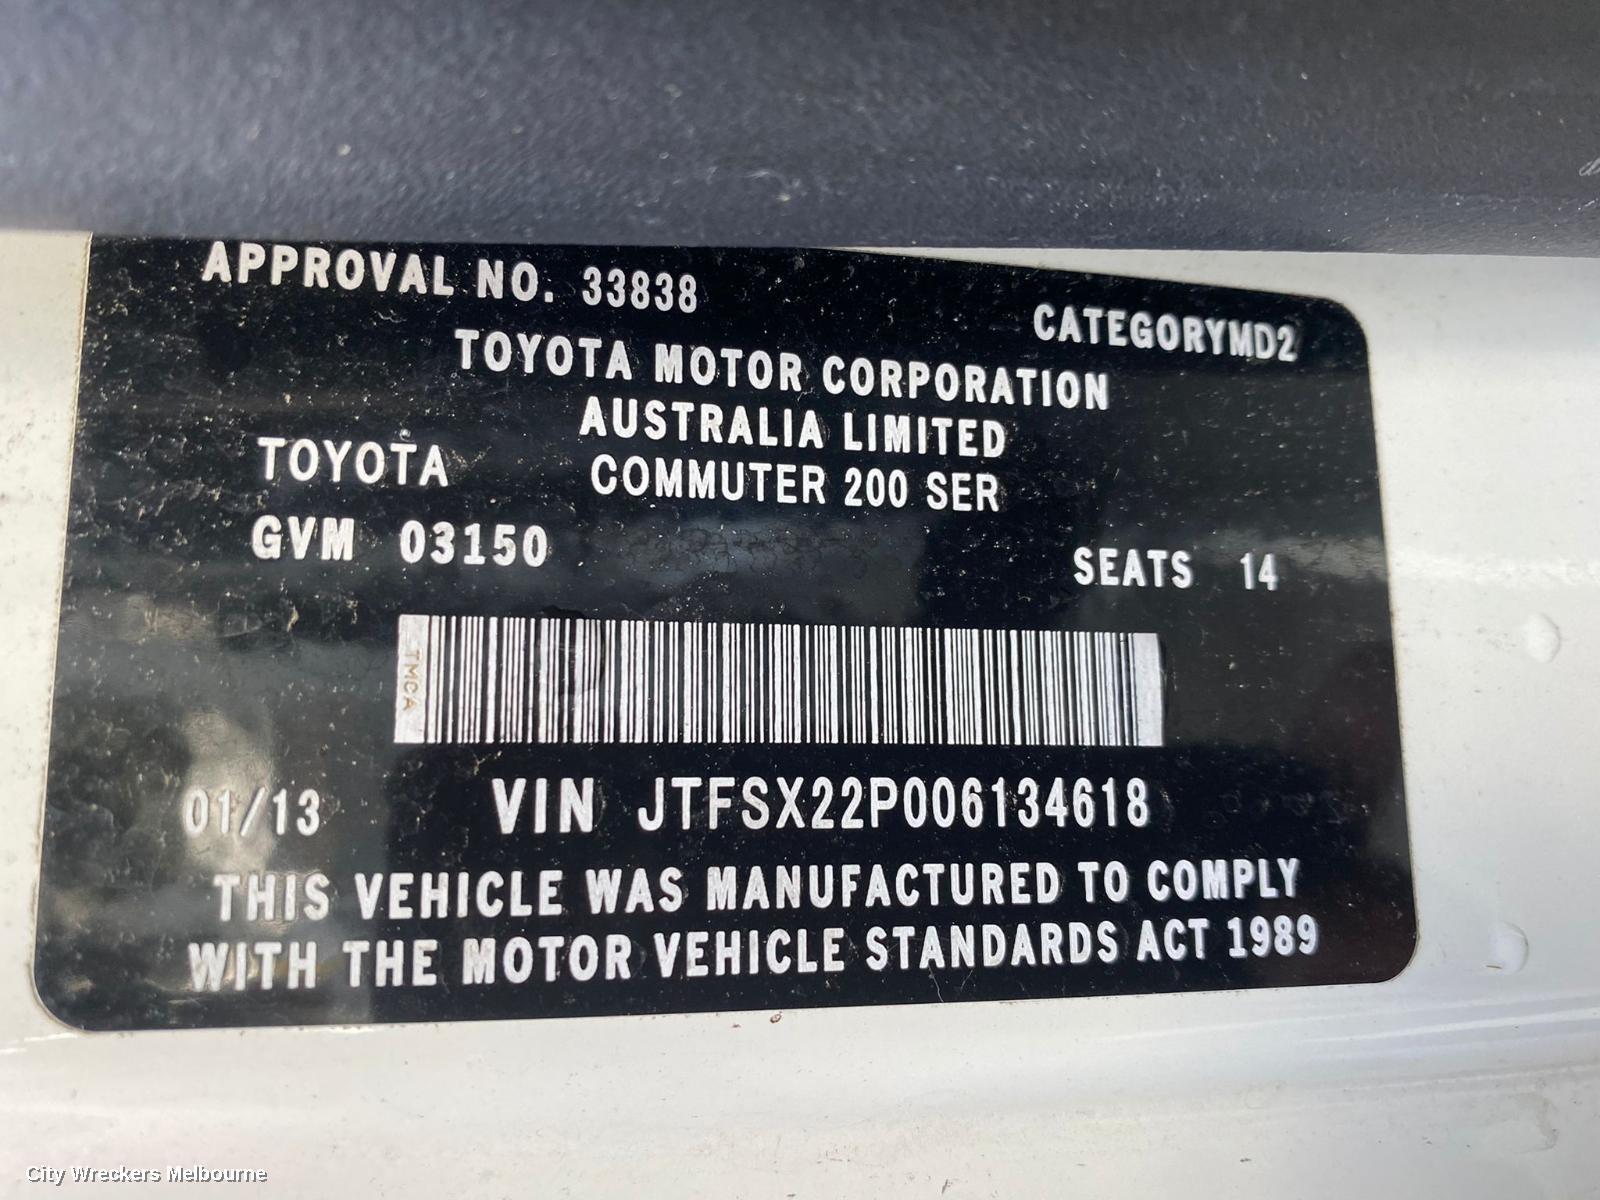 APPROVAL NO. 33838
CATEGORYMD2
TOYOTA MOTOR CORPORATION
AUSTRALIA LIMITED
TOYOTA COMMUTER 200 SER
GVM 03150 SEATS 14
TMCA
01/13 VIN JTFSX22P006134618
THIS VEHICLE WAS MANUFACTURED TO COMPLY
WITH THE MOTOR VEHICLE STANDARDS ACT 1989
City Wreckers Melbourne